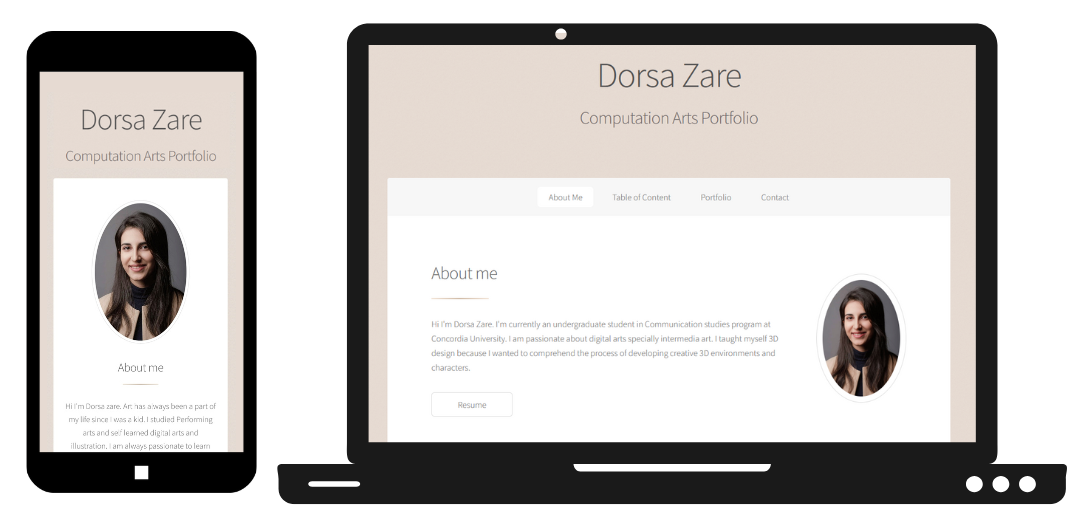 Dorsa Zare
Computation Arts Portfolio
About me
Hi I'm Dorsa zare. Art has always been a part of
my life since I was a kid. I studied Performing
arts and self learned digital arts and
illustration. I am always passionate to learn
Dorsa Zare
Computation Arts Portfolio
About Me
Table of Content
Portfolio
Contact
About me
Hi I'm Dorsa Zare. I'm currently an undergraduate student in Communication studies program at
Concordia University. I am passionate about digital arts specially intermedia art. I taught myself 3D
design because I wanted to comprehend the process of developing creative 3D environments and
characters.
Resume